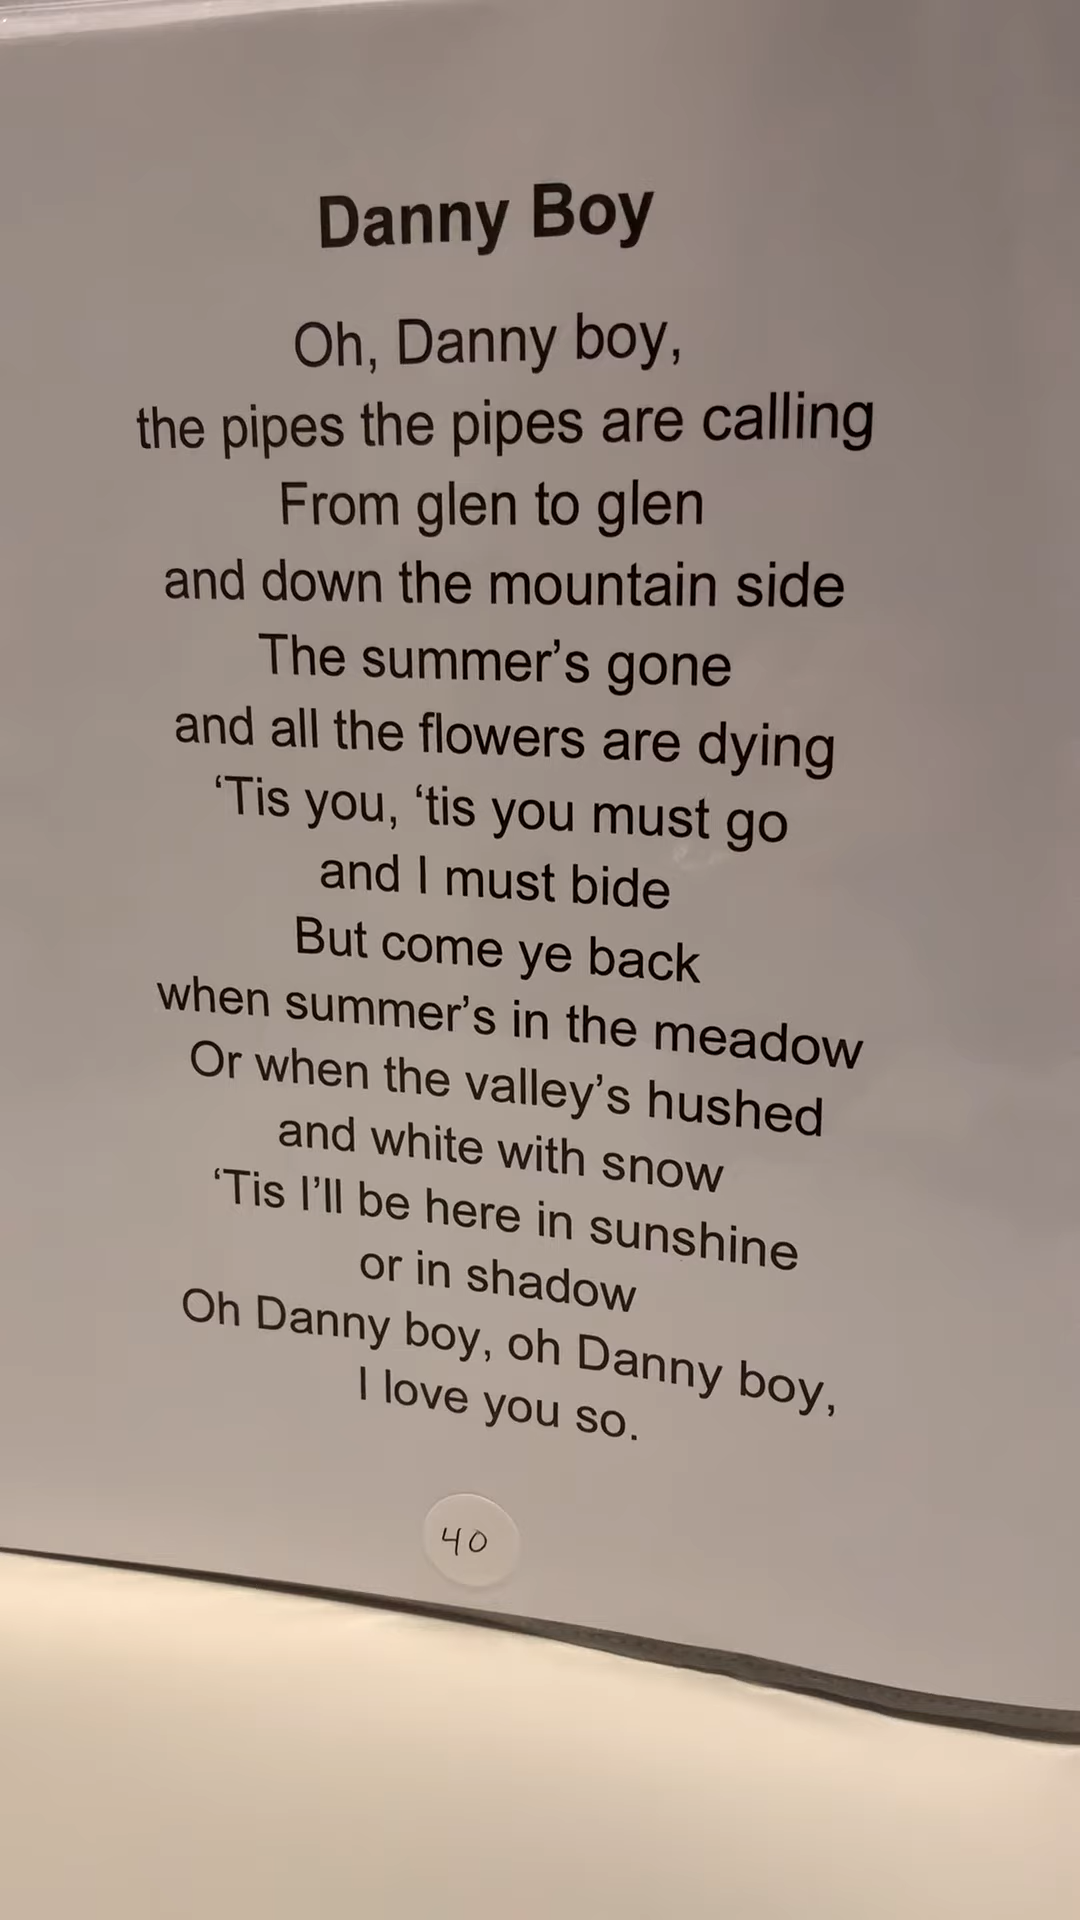 Danny Boy
Oh, Danny boy,
the pipes the pipes are calling
From glen to glen
and down the mountain side
The summer’s gone
and all the flowers are dying
‘Tis you, ‘tis you must go
and I must bide
But come ye back
when summer’s in the meadow
Or when the valley’s hushed
and white with snow
‘Tis I’ll be here in sunshine
or in shadow
Oh Danny boy, oh Danny boy,
I love you so.
40